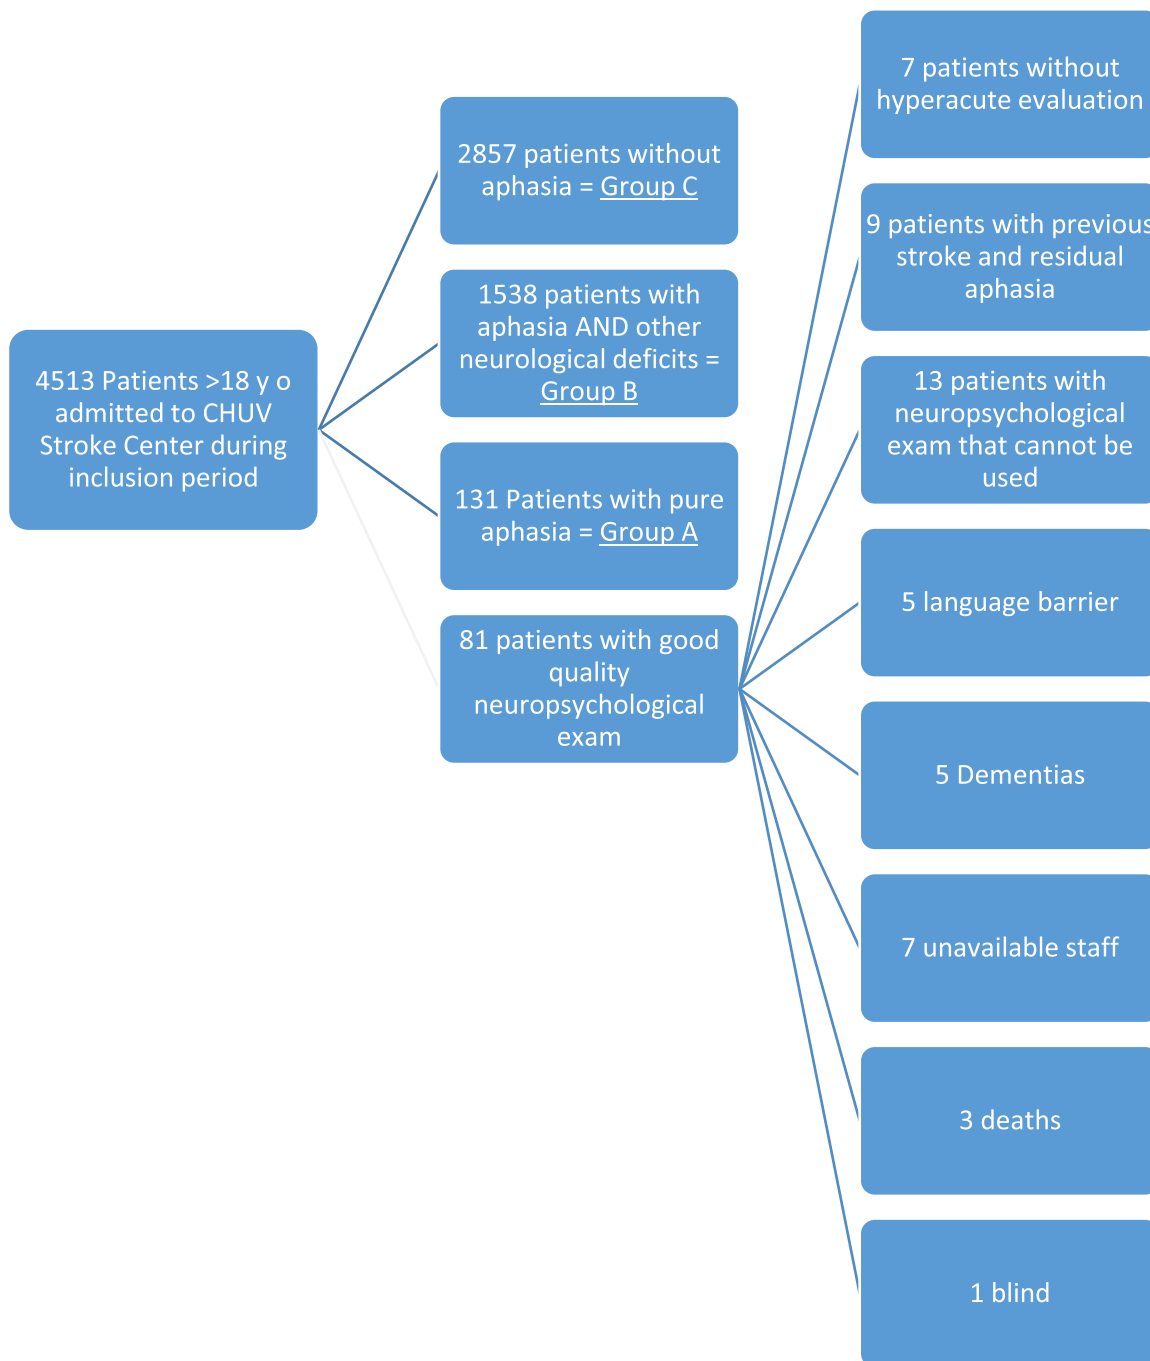 4513 Patients >18 y o
admitted to CHUV
Stroke Center during
inclusion period
2857 patients without
aphasia = Group C
1538 patients with
aphasia AND other
neurological deficits =
Group B
131 Patients with pure
aphasia = Group A
81 patients with good
quality
neuropsychological
exam
7 patients without
hyperacute evaluation
9 patients with previous
stroke and residual
aphasia
13 patients with
neuropsychological
exam that cannot be
used
5 language barrier
5 Dementias
7 unavailable staff
3 deaths
1 blind